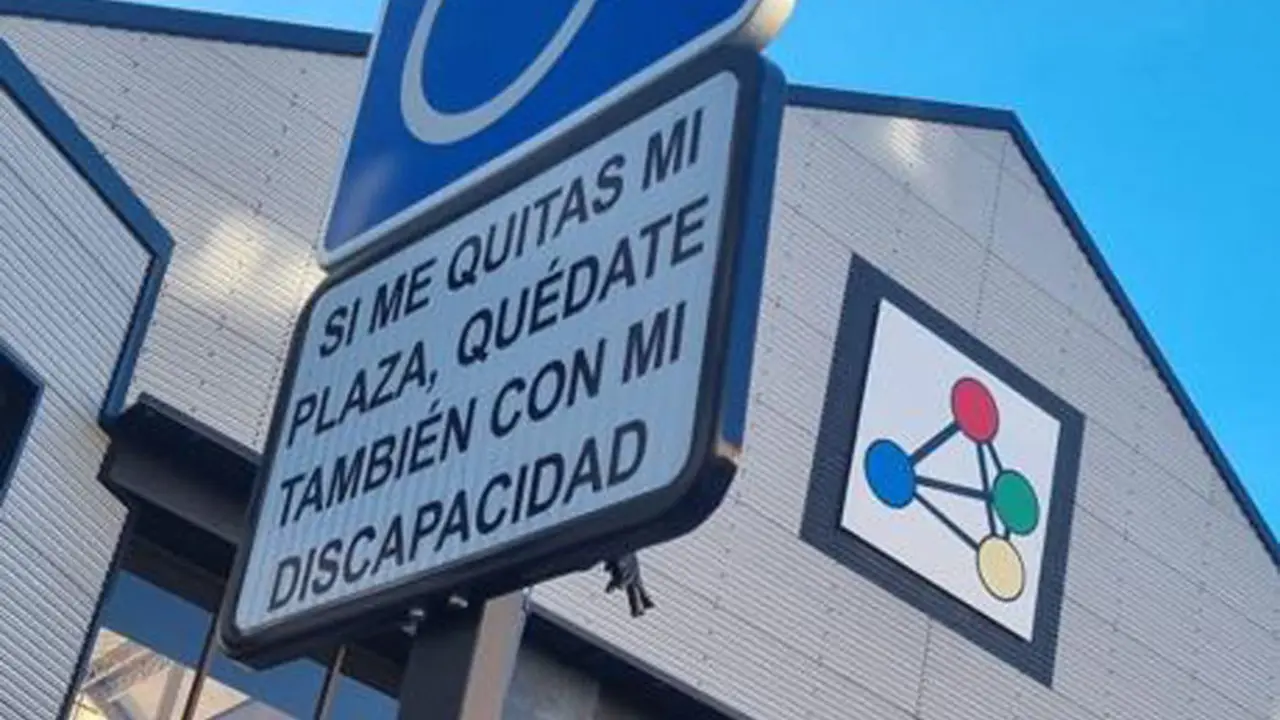 SI ME QUITAS MI
PLAZA, QUÉDATE
TAMBIÉN CON MI
DISCAPACIDAD